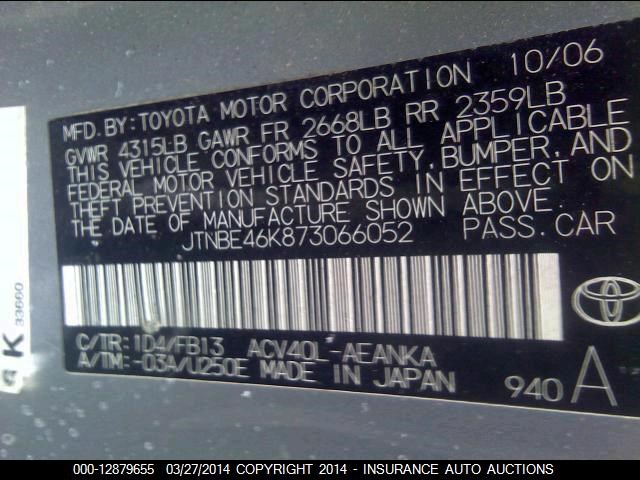 MFD. BY: TOYOTA MOTOR CORPORATION 10/06
GVWR 4315LB GAWR FR 2668LB RR 2359LB
THIS VEHICLE CONFORMS TO ALL APPLICABLE
FEDERAL MOTOR VEHICLE SAFETY, BUMPER, AND
THEFT PREVENTION STANDARDS IN EFFECT ON
THE DATE OF MANUFACTURE SHOWN ABOVE.
JTNBE46K873066052 PASS. CAR
C/TR: 1D4/FB13 ACV40L-AEANKA
A/TM: -03A/U250E MADE IN JAPAN
940 A
K 33660
000-12879655 03/27/2014 COPYRIGHT 2014 - INSURANCE AUTO AUCTIONS